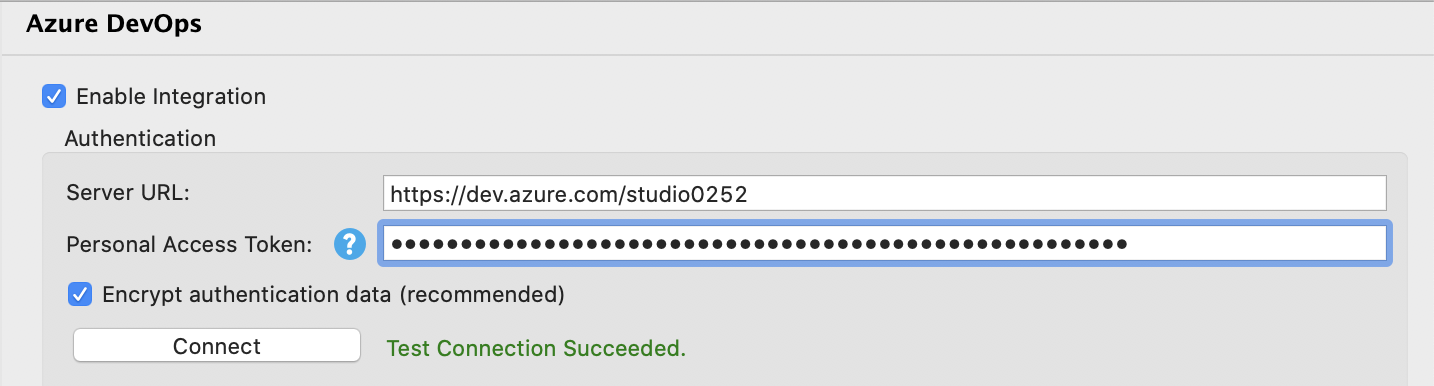 Azure DevOps
Enable Integration
Authentication
Server URL: https://dev.azure.com/studio0252
Personal Access Token: ? •••••••••••••••••••••••••••••••••••••••••••••••••••••
Encrypt authentication data (recommended)
Connect Test Connection Succeeded.